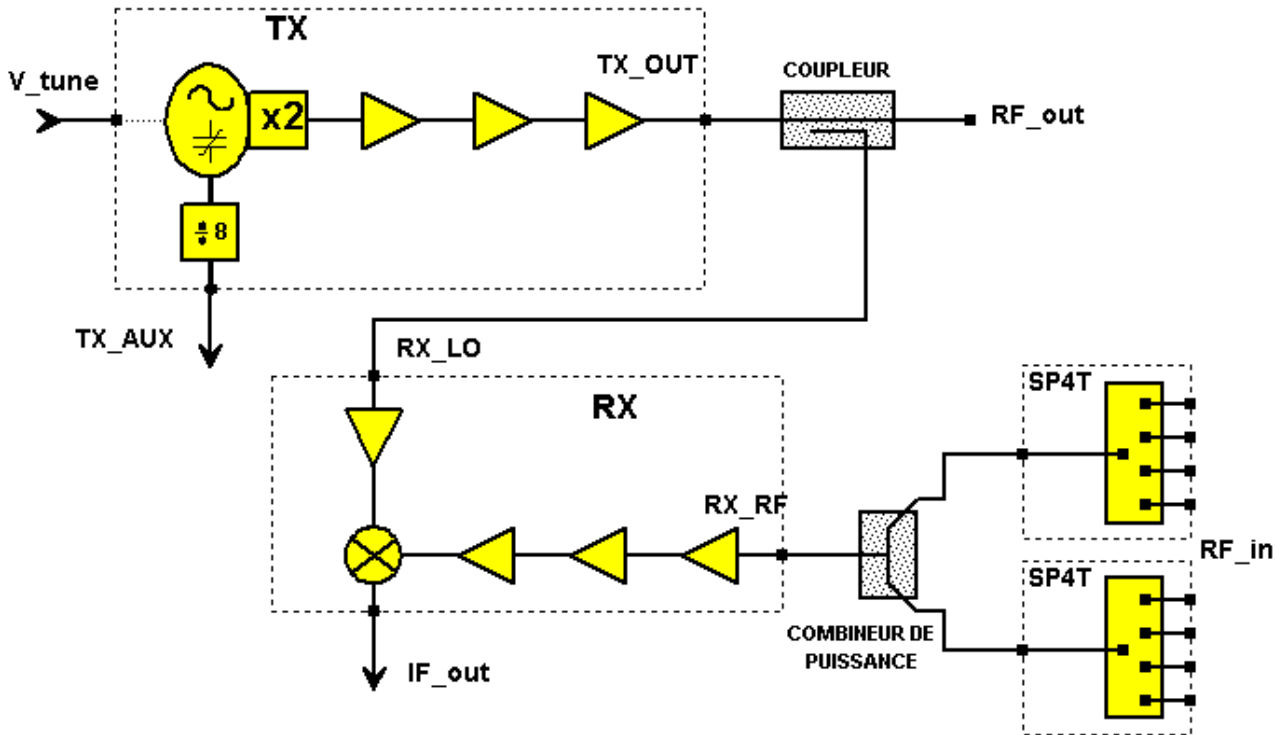 TX
V_tune
x2
TX_OUT
COUPLEUR
RF_out
÷8
TX_AUX
RX_LO
RX
SP4T
RX_RF
RF_in
SP4T
COMBINEUR DE
PUISSANCE
IF_out